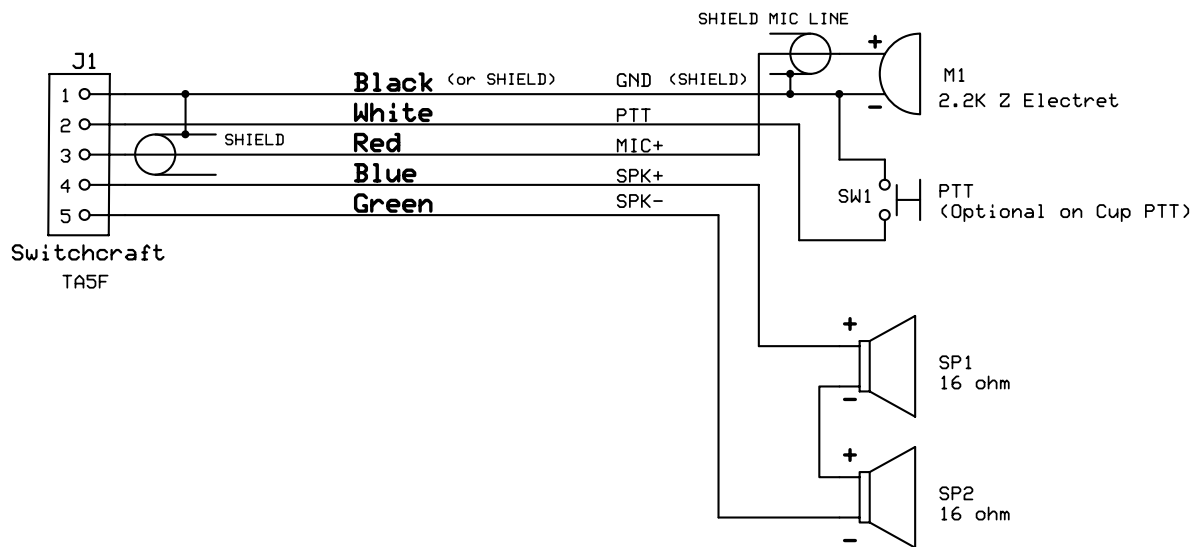 SHIELD MIC LINE
J1
+
M1
2.2K Z Electret
-
1 Black (or SHIELD) GND (SHIELD)
2 White PTT
SHIELD
3 Red MIC+
4 Blue SPK+
5 Green SPK-
SW1
PTT
(Optional on Cup PTT)
Switchcraft
TA5F
+
SP1
16 ohm
-
+
SP2
16 ohm
-